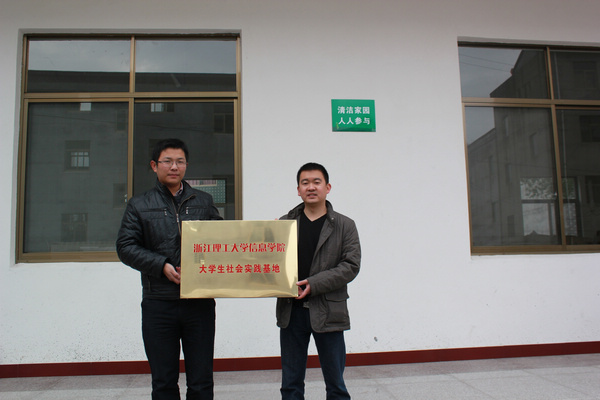 清洁家园
人人参与
浙江理工大学信息学院
大学生社会实践基地